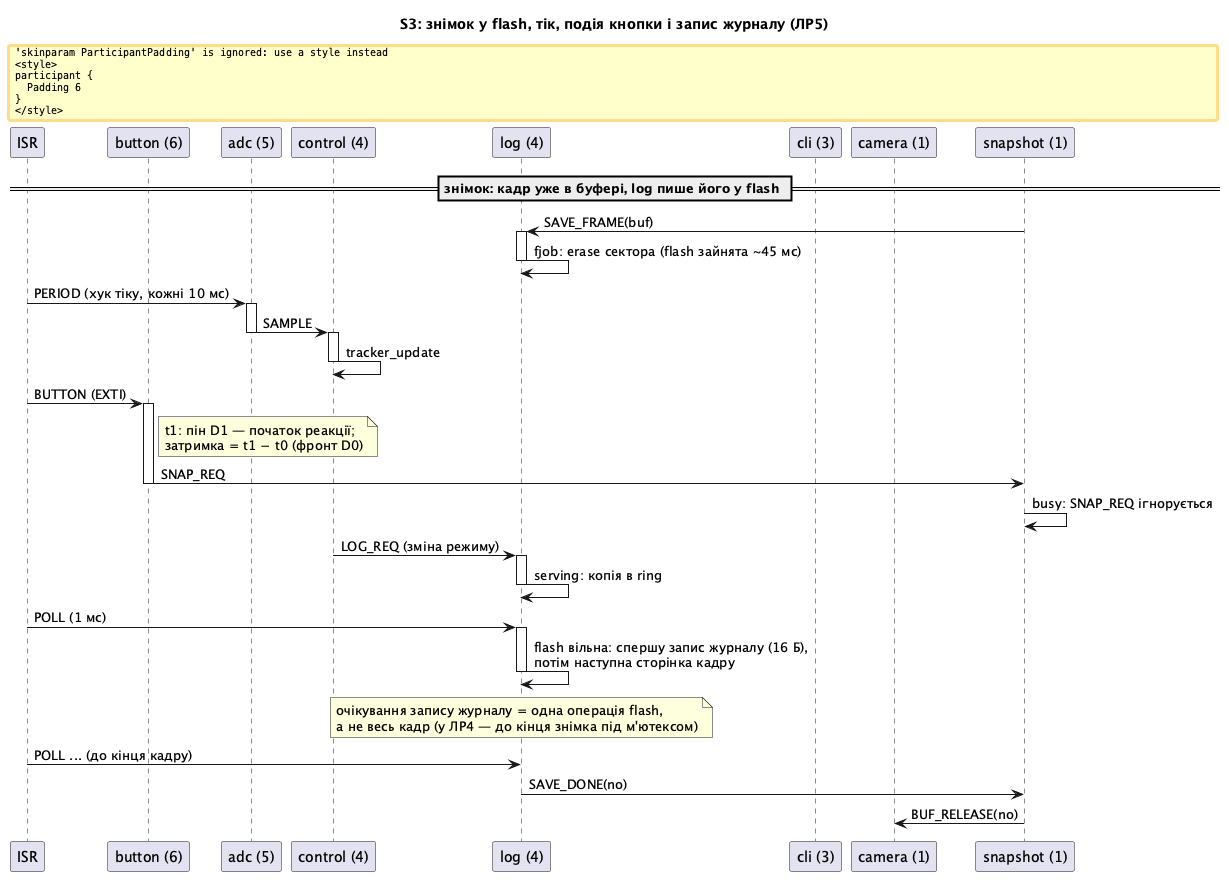 S3: знімок у flash, тік, подія кнопки і запис журналу (ЛР5)
'skinparam ParticipantPadding' is ignored: use a style instead
<style>
participant {
  Padding 6
}
</style>
ISR button (6) adc (5) control (4) log (4) cli (3) camera (1) snapshot (1)
знімок: кадр уже в буфері, log пише його у flash
SAVE_FRAME(buf)
fjob: erase сектора (flash зайнята ~45 мс)
PERIOD (хук тіку, кожні 10 мс)
SAMPLE
tracker_update
BUTTON (EXTI)
t1: пін D1 — початок реакції;
затримка = t1 − t0 (фронт D0)
SNAP_REQ
busy: SNAP_REQ ігнорується
LOG_REQ (зміна режиму)
serving: копія в ring
POLL (1 мс)
flash вільна: спершу запис журналу (16 Б),
потім наступна сторінка кадру
очікування запису журналу = одна операція flash,
а не весь кадр (у ЛР4 — до кінця знімка під м'ютексом)
POLL ... (до кінця кадру)
SAVE_DONE(no)
BUF_RELEASE(no)
ISR button (6) adc (5) control (4) log (4) cli (3) camera (1) snapshot (1)